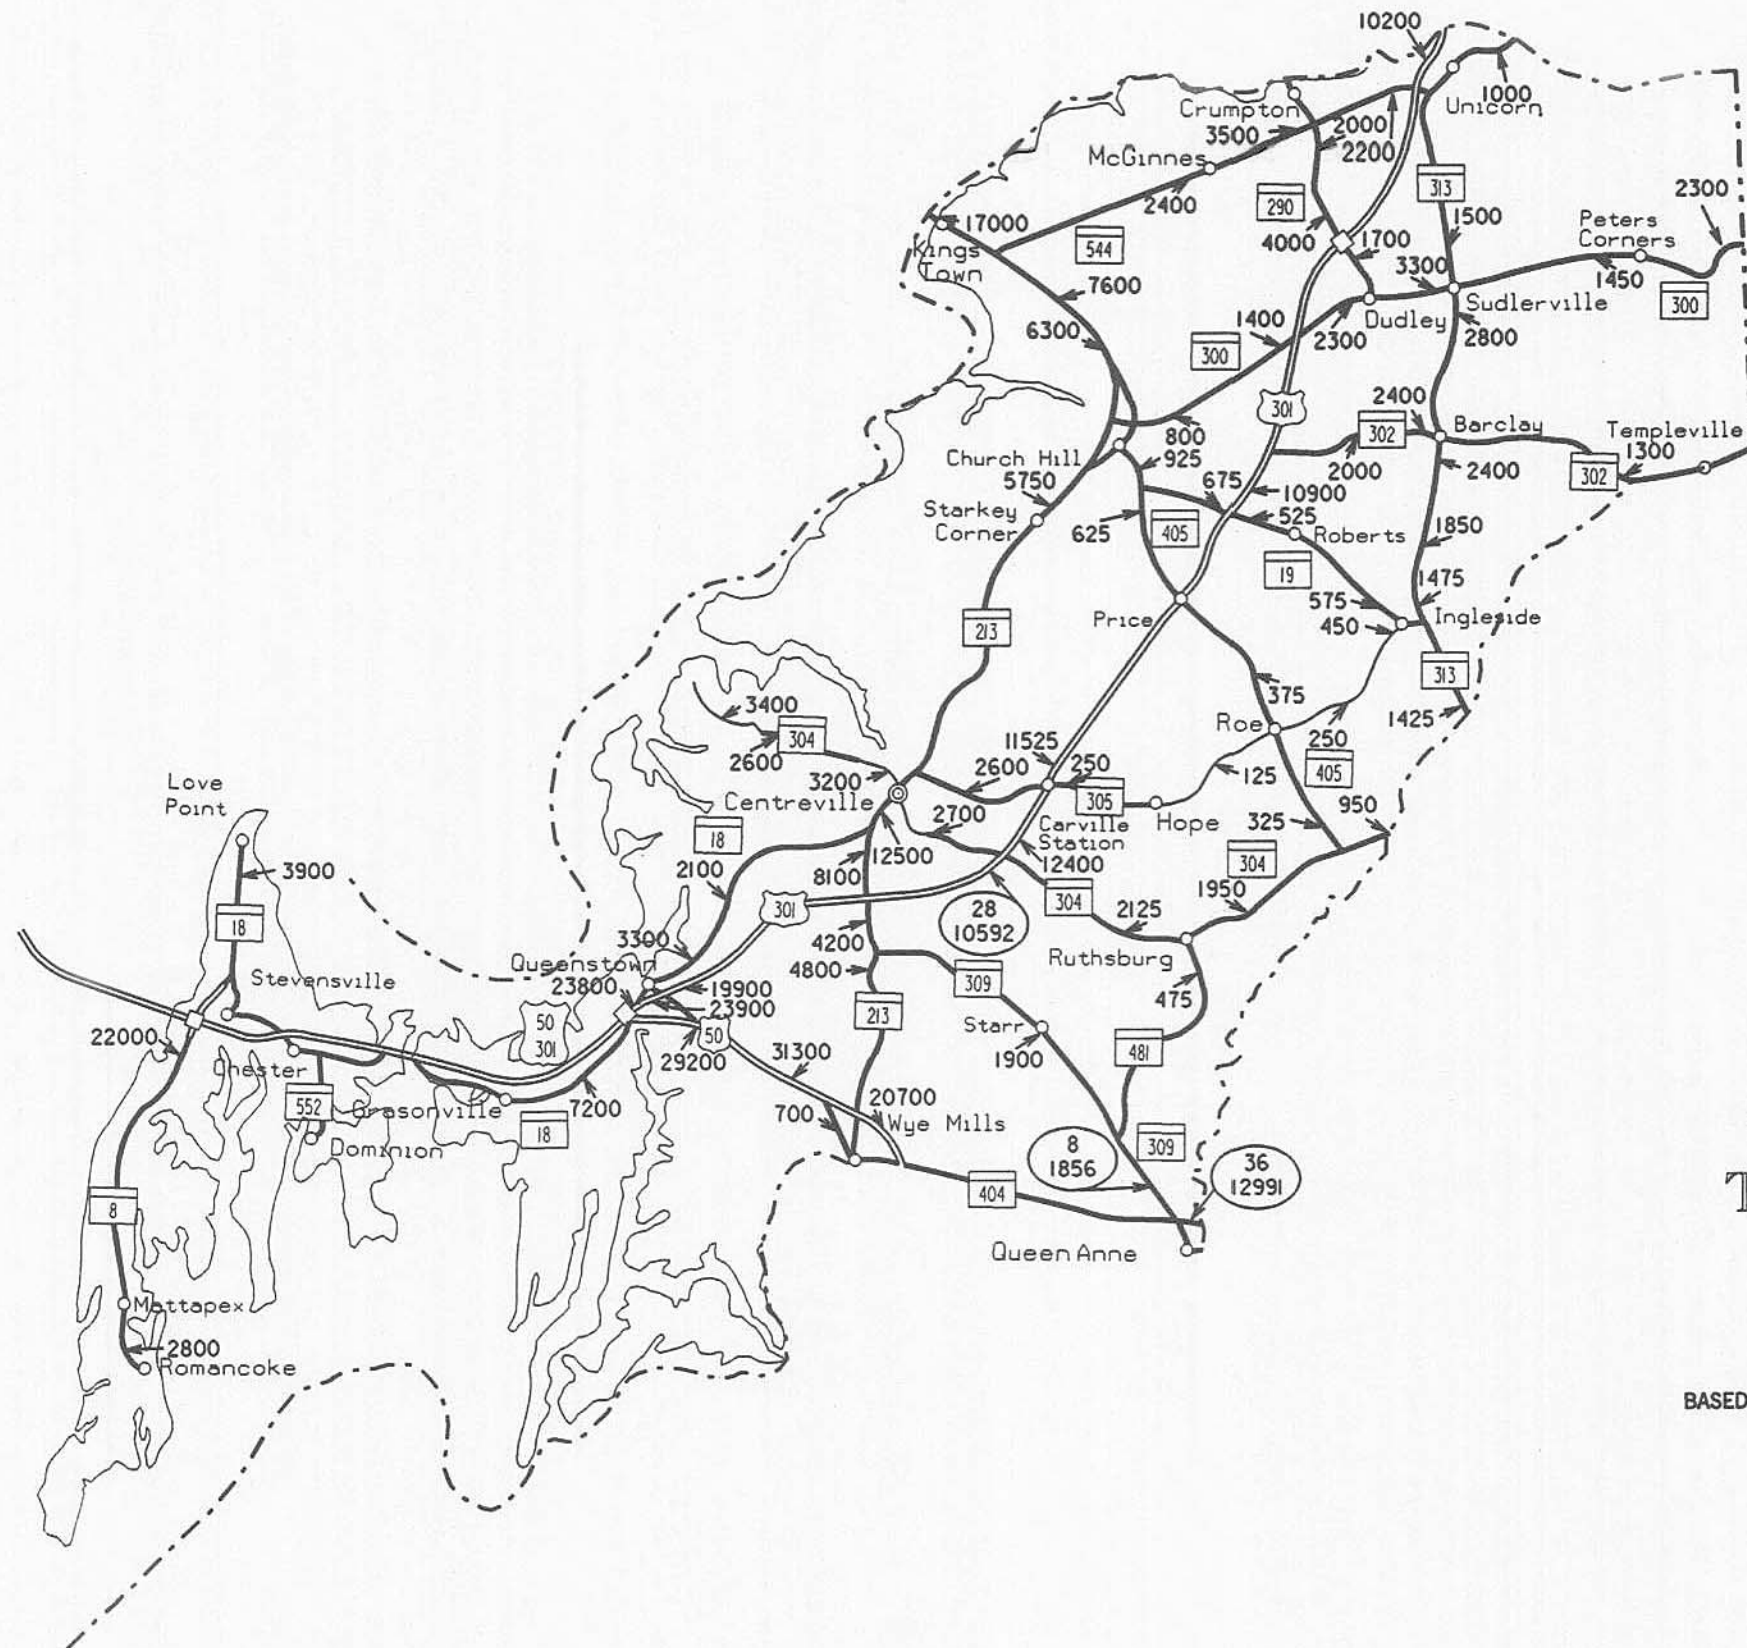 10200
1000
Unicorn
Crumpton
3500
2000
2200
McGinnes
2400
290
4000
313
1500
2300
Peters
Corners
1450
300
17000
Kings
Town
544
7600
6300
1700
3300
Sudlerville
Dudley
2300
1400
300
2800
301
2400
302
2000
Barclay
Templeville
1300
302
2400
800
925
Church Hill
5750
Starkey
Corner
675
10900
525
Roberts
625
405
19
1850
1475
575
450
Ingleside
313
1425
Price
213
375
Roe
250
405
125
3400
304
2600
3200
11525
250
2600
305
Hope
Centreville
2700
Carville
Station
12400
950
325
304
1950
Love
Point
3900
18
18
2100
12500
8100
301
28
10592
304
2125
Ruthsburg
475
3300
Queenstown
23800
19900
23900
4200
4800
309
213
Starr
1900
481
Stevensville
22000
50
301
50
29200
31300
Chester
552
Grasonville
7200
18
Dominion
700
20700
Wye Mills
8
1856
309
36
12991
404
Queen Anne
8
Mattapex
2800
Romancoke
T
BASED